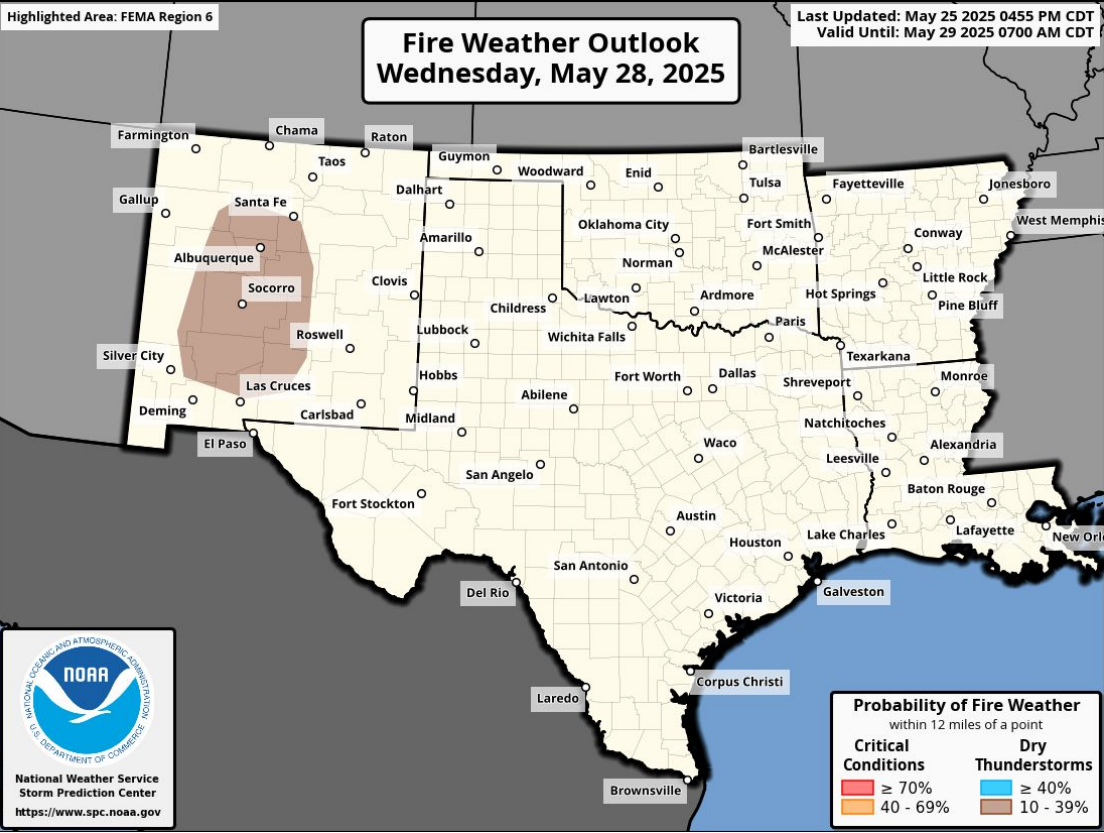 Highlighted Area: FEMA Region 6
Last Updated: May 25 2025 0455 PM CDT
Valid Until: May 29 2025 0700 AM CDT
Fire Weather Outlook
Wednesday, May 28, 2025
Farmington
Chama
Raton
Taos
Guymon
Woodward
Enid
Bartlesville
Tulsa
Fayetteville
Jonesboro
Gallup
Santa Fe
Dalhart
West Memphis
Oklahoma City
Fort Smith
Conway
Amarillo
Albuquerque
Norman
McAlester
Little Rock
Socorro
Clovis
Childress
Lawton
Ardmore
Hot Springs
Pine Bluff
Roswell
Lubbock
Wichita Falls
Paris
Silver City
Texarkana
Las Cruces
Hobbs
Fort Worth
Dallas
Shreveport
Monroe
Deming
Carlsbad
Midland
Abilene
Natchitoches
El Paso
Waco
Leesville
Alexandria
San Angelo
Baton Rouge
Fort Stockton
Austin
Houston
Lake Charles
Lafayette
New Orl
San Antonio
Del Rio
Victoria
Galveston
Laredo
Corpus Christi
Brownsville
NATIONAL OCEANIC AND ATMOSPHERIC ADMINISTRATION
NOAA
U.S. DEPARTMENT OF COMMERCE
National Weather Service
Storm Prediction Center
https://www.spc.noaa.gov
Probability of Fire Weather
within 12 miles of a point
Critical Conditions
Dry Thunderstorms
≥ 70%
≥ 40%
40 - 69%
10 - 39%